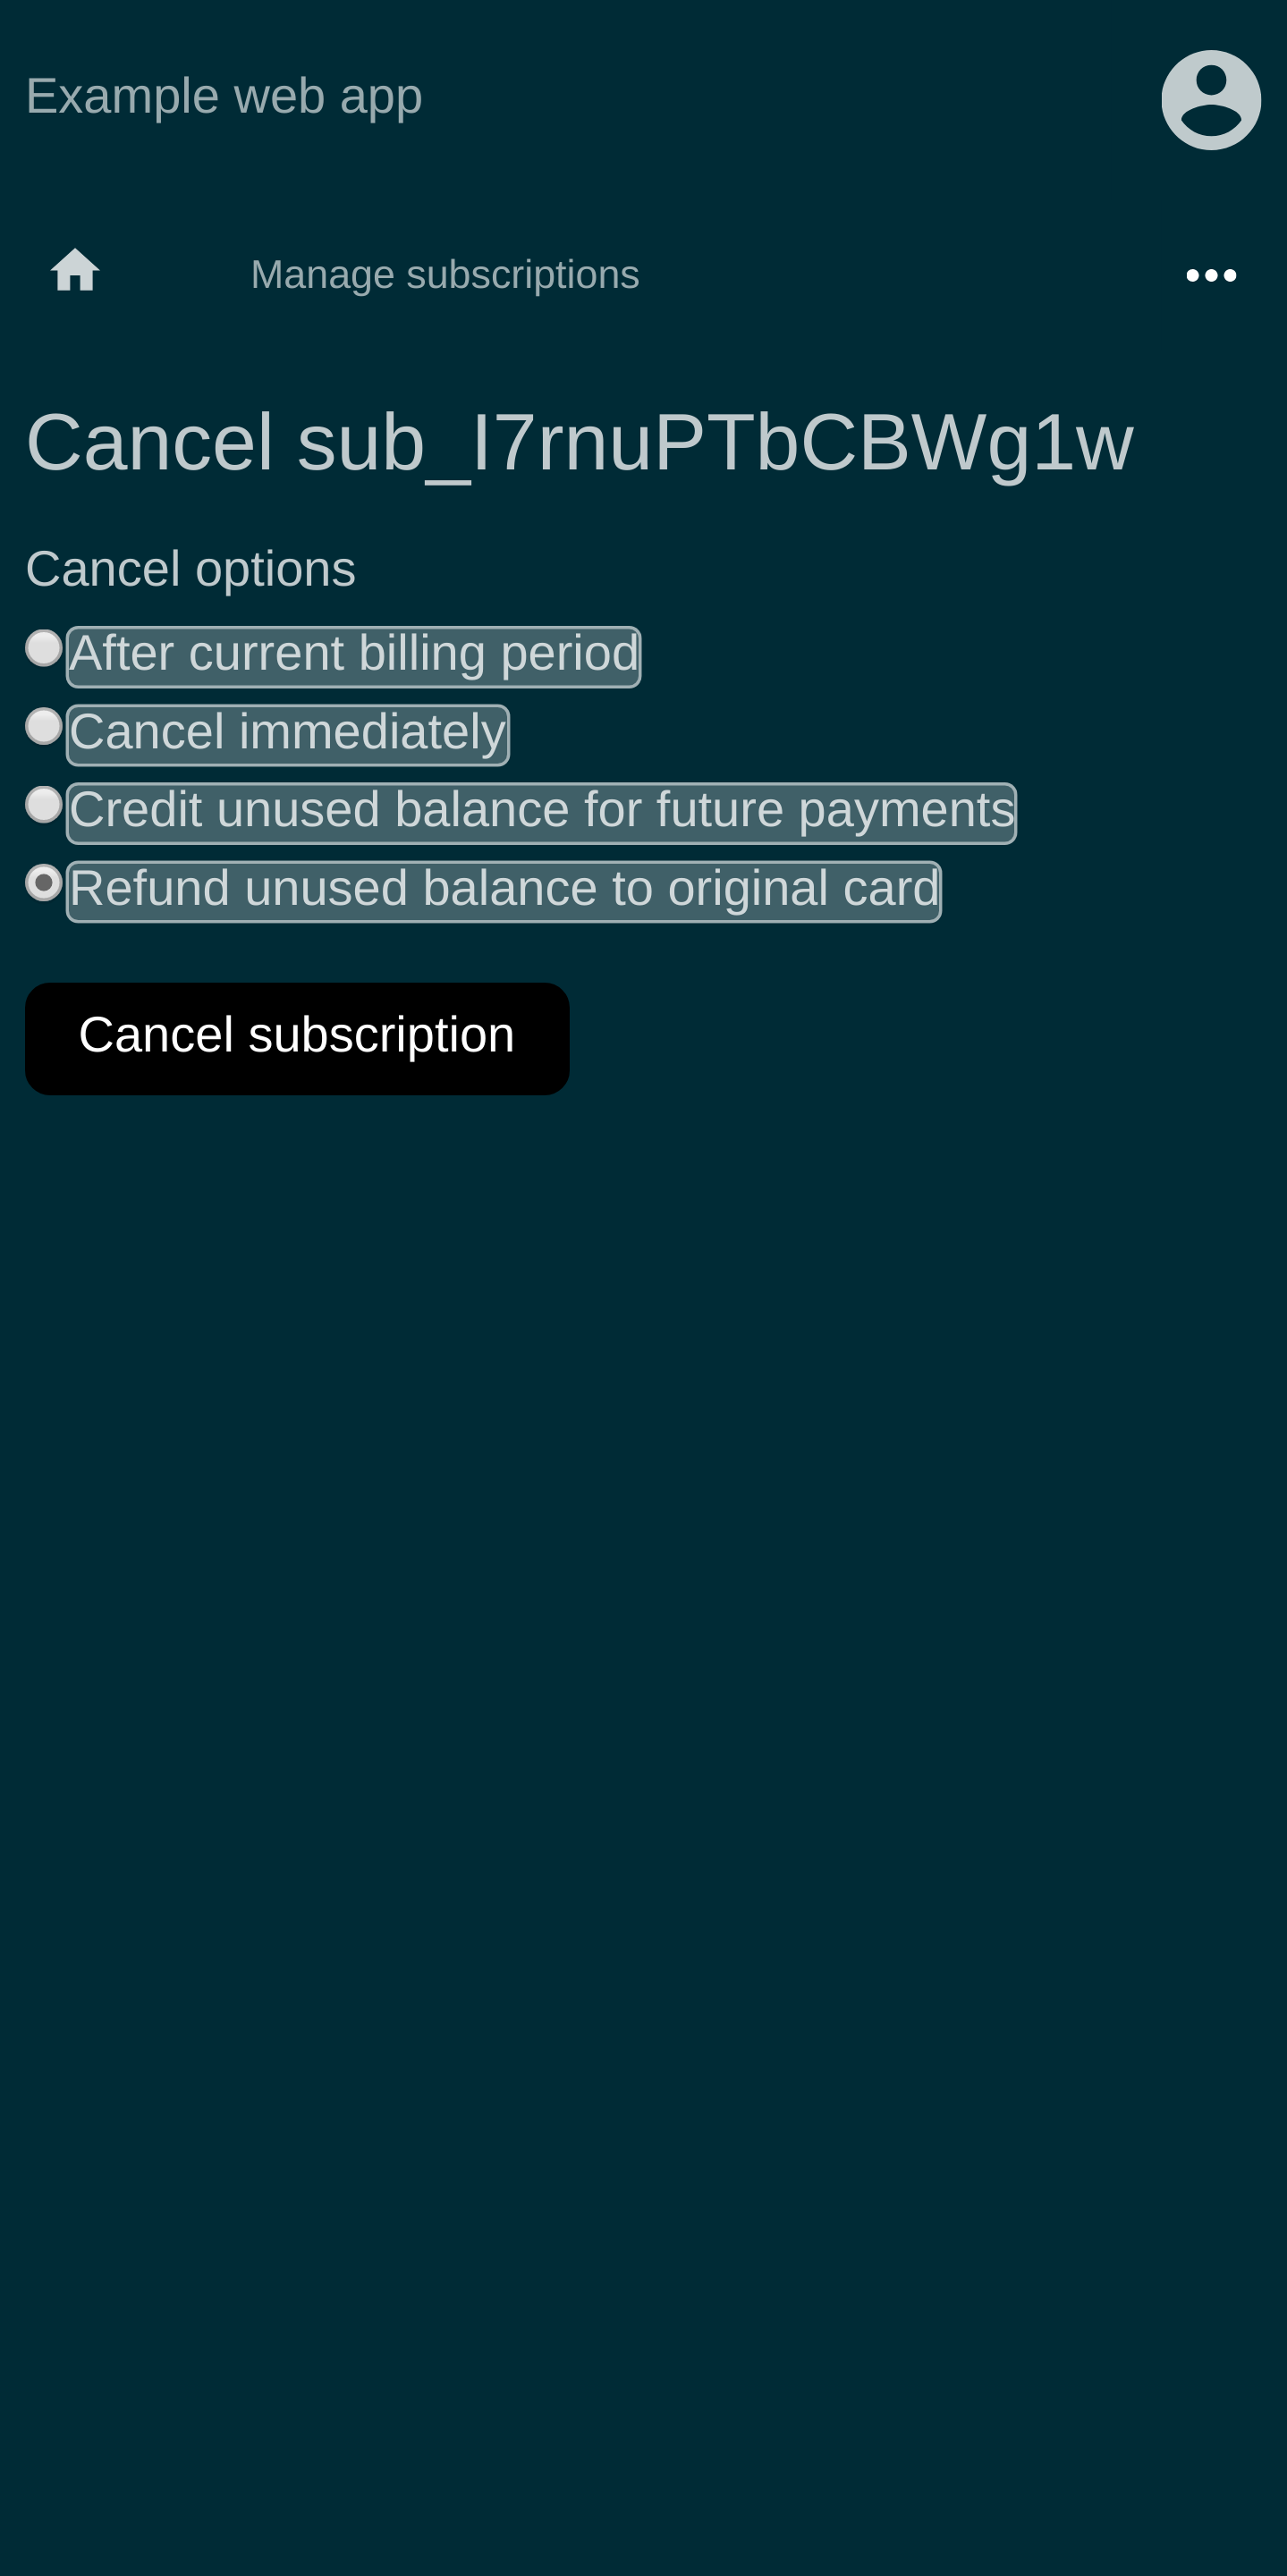 Example web app
Manage subscriptions
Cancel sub_I7rnuPTbCBWg1w
Cancel options
After current billing period
Cancel immediately
Credit unused balance for future payments
Refund unused balance to original card
Cancel subscription